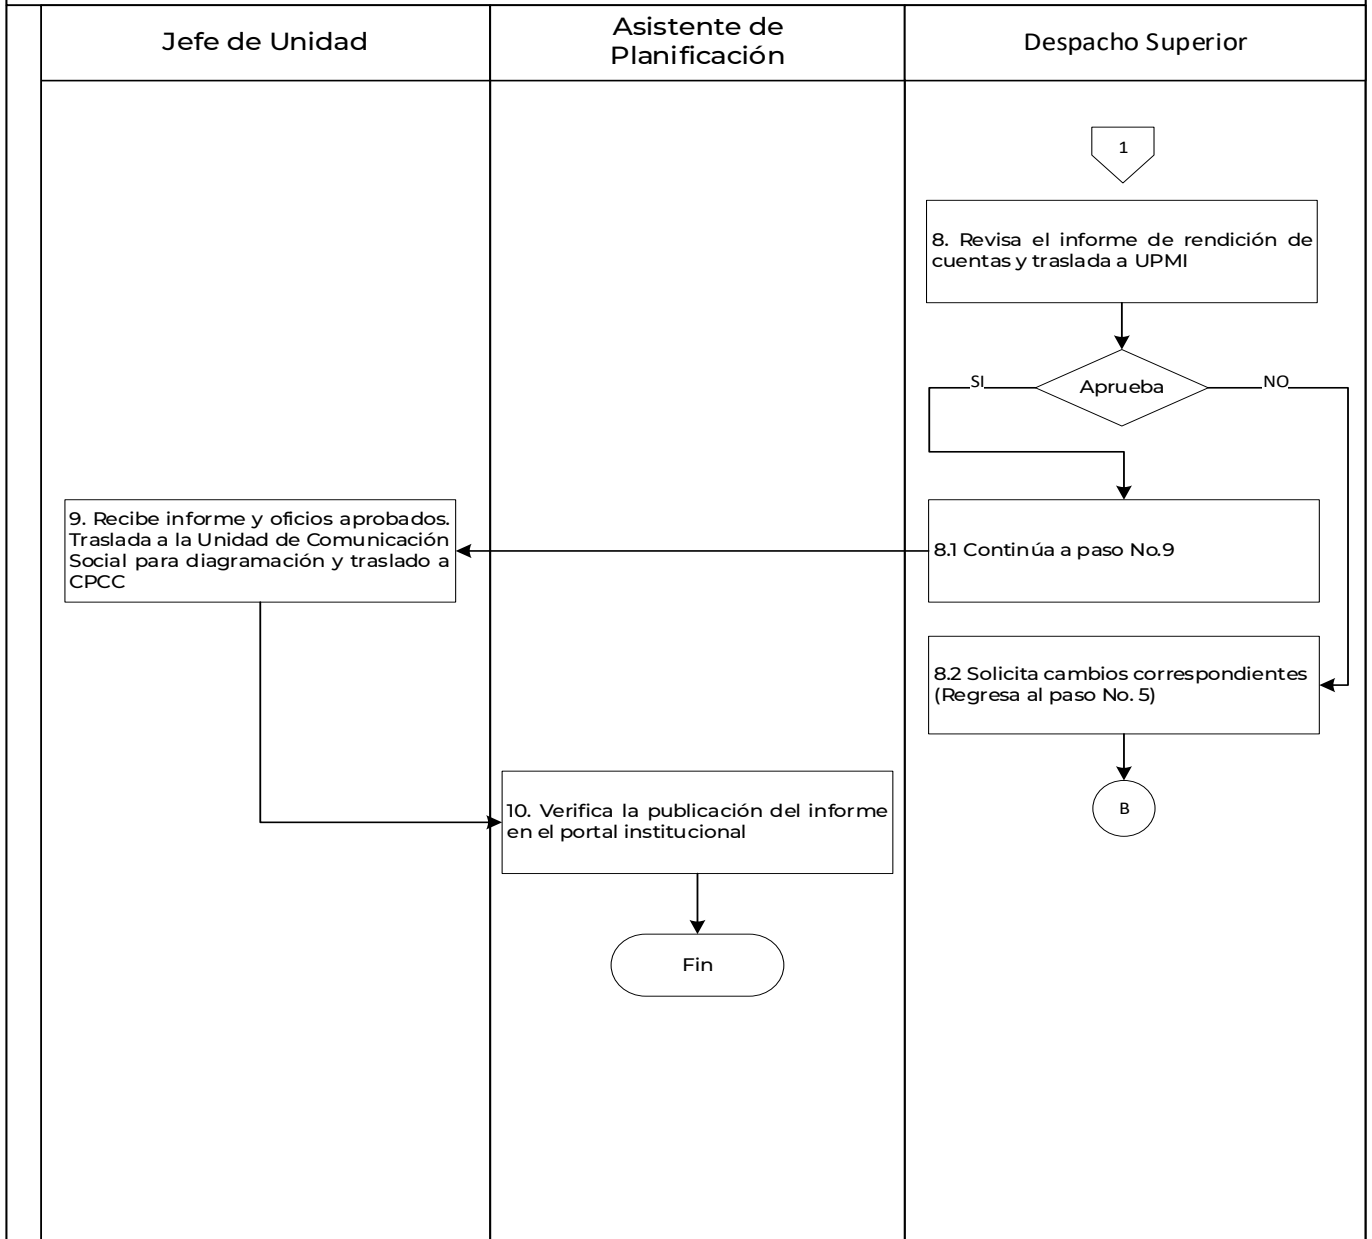 Jefe de Unidad
Asistente de
Planificación
Despacho Superior
1
8. Revisa el informe de rendición de
cuentas y traslada a UPMI
Aprueba
SI
NO
9. Recibe informe y oficios aprobados.
Traslada a la Unidad de Comunicación
Social para diagramación y traslado a
CPCC
8.1 Continúa a paso No.9
8.2 Solicita cambios correspondientes
(Regresa al paso No. 5)
B
10. Verifica la publicación del informe
en el portal institucional
Fin